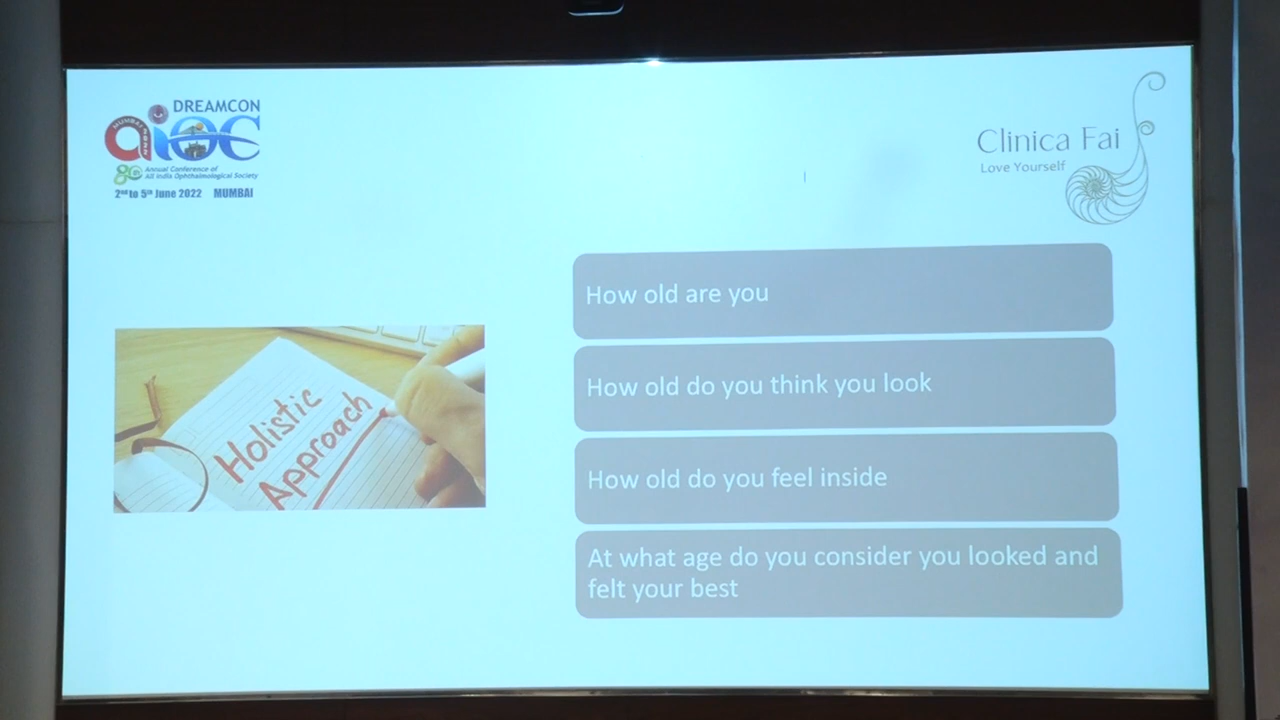 DREAMCON
MUMBAI
aioc
80 Annual Conference of
All India Ophthalmological Society
2nd to 5th June 2022 MUMBAI
Clinica Fai
Love Yourself
Holistic
Approach
How old are you
How old do you think you look
How old do you feel inside
At what age do you consider you looked and
felt your best